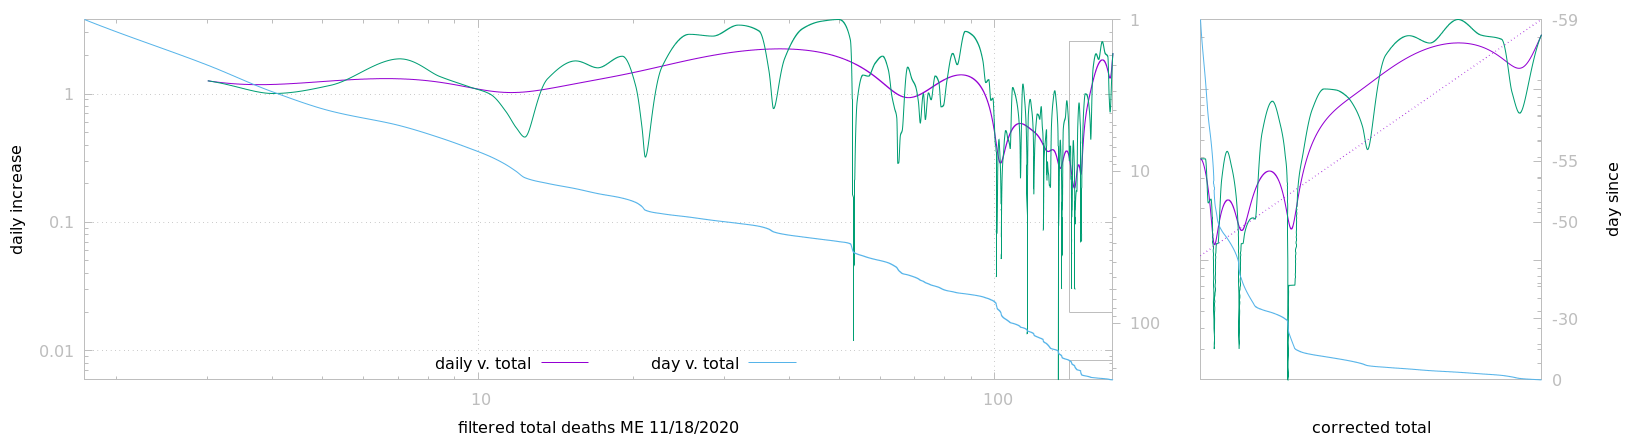 1
-59
daily increase
1
0.1
0.01
10
100
-55
-50
-30
0
day since
daily v. total
day v. total
10
100
filtered total deaths ME 11/18/2020
corrected total